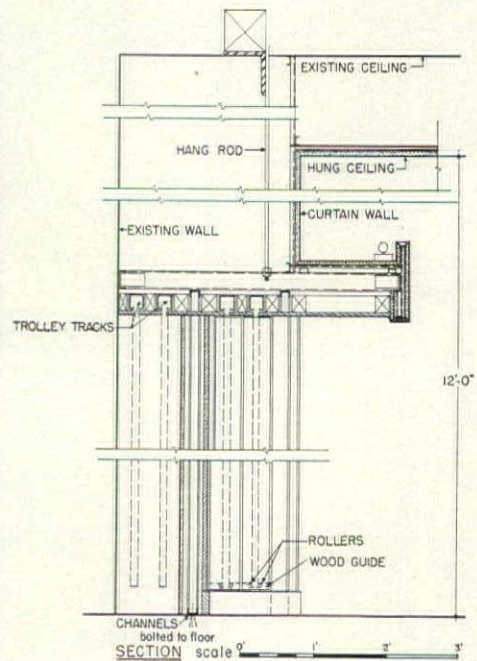 EXISTING CEILING
HANG ROD
HUNG CEILING
CURTAIN WALL
EXISTING WALL
TROLLEY TRACKS
12'-0"
ROLLERS
WOOD GUIDE
CHANNELS
bolted to floor
SECTION scale 0' 1' 2' 3'